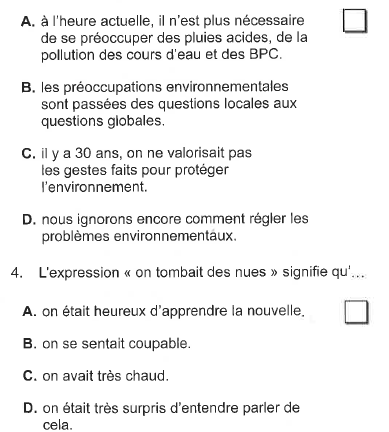 A. à l'heure actuelle, il n'est plus nécessaire
de se préoccuper des pluies acides, de la
pollution des cours d'eau et des BPC.
B. les préoccupations environnementales
sont passées des questions locales aux
questions globales.
C. il y a 30 ans, on ne valorisait pas
les gestes faits pour protéger
l'environnement.
D. nous ignorons encore comment régler les
problèmes environnementaux.
4. L'expression « on tombait des nues » signifie qu'...
A. on était heureux d'apprendre la nouvelle.
B. on se sentait coupable.
C. on avait très chaud.
D. on était très surpris d'entendre parler de
cela.